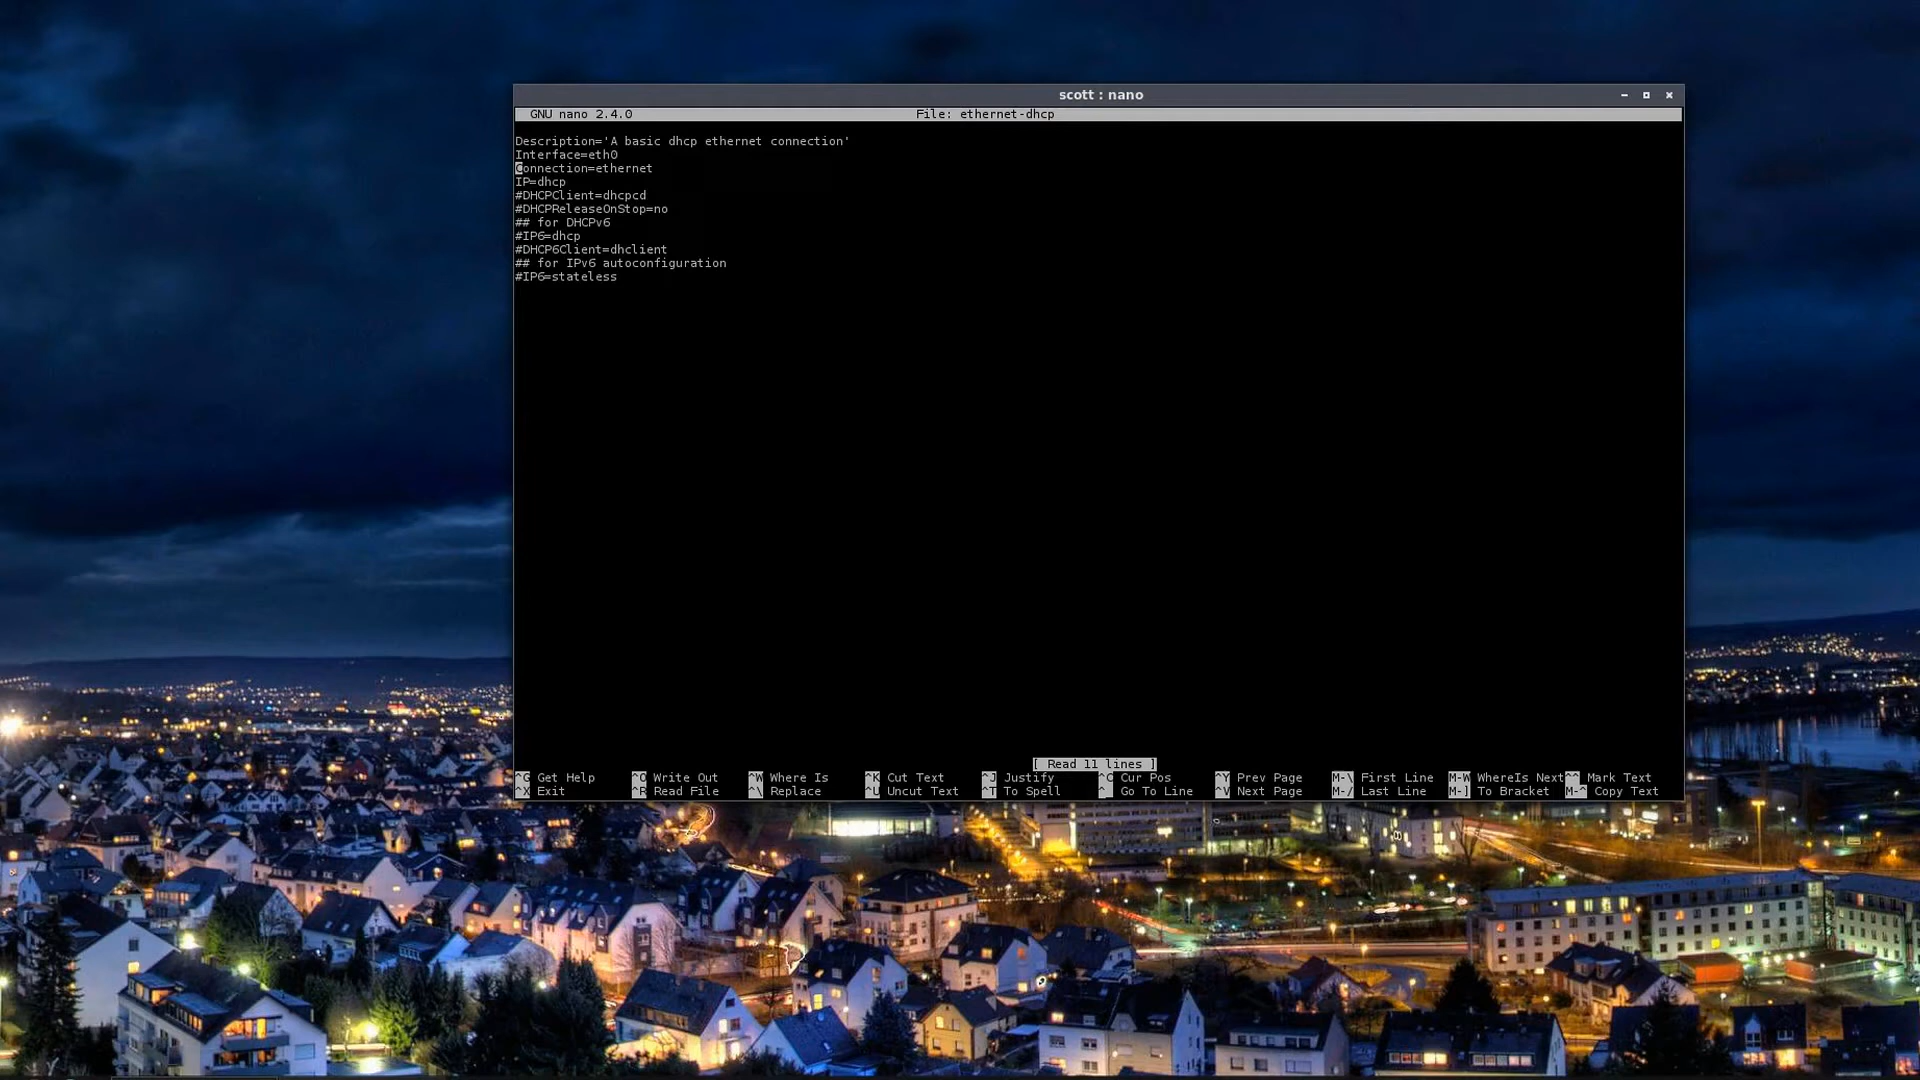 scott : nano
GNU nano 2.4.0 File: ethernet-dhcp
Description='A basic dhcp ethernet connection'
Interface=eth0
Connection=ethernet
IP=dhcp
#DHCPClient=dhcpcd
#DHCPReleaseOnStop=no
## for DHCPv6
#IP6=dhcp
#DHCP6Client=dhclient
## for IPv6 autoconfiguration
#IP6=stateless
[ Read 11 lines ]
^G Get Help ^O Write Out ^W Where Is ^K Cut Text ^J Justify ^C Cur Pos ^Y Prev Page M-\ First Line M-W WhereIs Next ^^ Mark Text
^X Exit ^R Read File ^\ Replace ^U Uncut Text ^T To Spell ^_ Go To Line ^V Next Page M-/ Last Line M-] To Bracket M-^ Copy Text